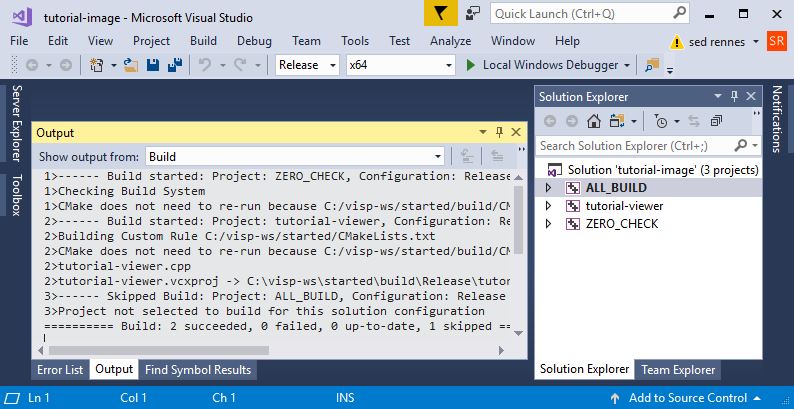 tutorial-image - Microsoft Visual Studio
Quick Launch (Ctrl+Q)
File Edit View Project Build Debug Team Tools Test Analyze Window Help sed rennes SR
Release x64 Local Windows Debugger
Server Explorer
Toolbox
Output
Show output from: Build
1>------ Build started: Project: ZERO_CHECK, Configuration: Release
1>Checking Build System
1>CMake does not need to re-run because C:/visp-ws/started/build/CM
2>------ Build started: Project: tutorial-viewer, Configuration: Re
2>Building Custom Rule C:/visp-ws/started/CMakeLists.txt
2>CMake does not need to re-run because C:/visp-ws/started/build/CM
2>tutorial-viewer.cpp
2>tutorial-viewer.vcxproj -> C:\visp-ws\started\build\Release\tutor
3>------ Skipped Build: Project: ALL_BUILD, Configuration: Release
3>Project not selected to build for this solution configuration
========== Build: 2 succeeded, 0 failed, 0 up-to-date, 1 skipped ==
Error List Output Find Symbol Results
Solution Explorer
Search Solution Explorer (Ctrl+;)
Solution 'tutorial-image' (3 projects)
ALL_BUILD
tutorial-viewer
ZERO_CHECK
Solution Explorer Team Explorer
Notifications
Ln 1 Col 1 Ch 1 INS Add to Source Control